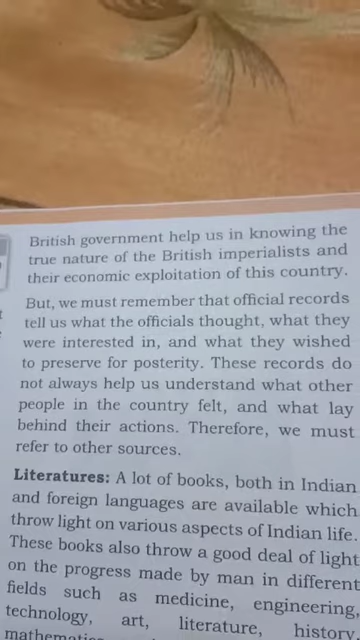 British government help us in knowing the
true nature of the British imperialists and
their economic exploitation of this country.
But, we must remember that official records
tell us what the officials thought, what they
were interested in, and what they wished
to preserve for posterity. These records do
not always help us understand what other
people in the country felt, and what lay
behind their actions. Therefore, we must
refer to other sources.
Literatures: A lot of books, both in Indian
and foreign languages are available which
throw light on various aspects of Indian life.
These books also throw a good deal of light
on the progress made by man in different
fields such as medicine, engineering,
technology, art, literature, history,